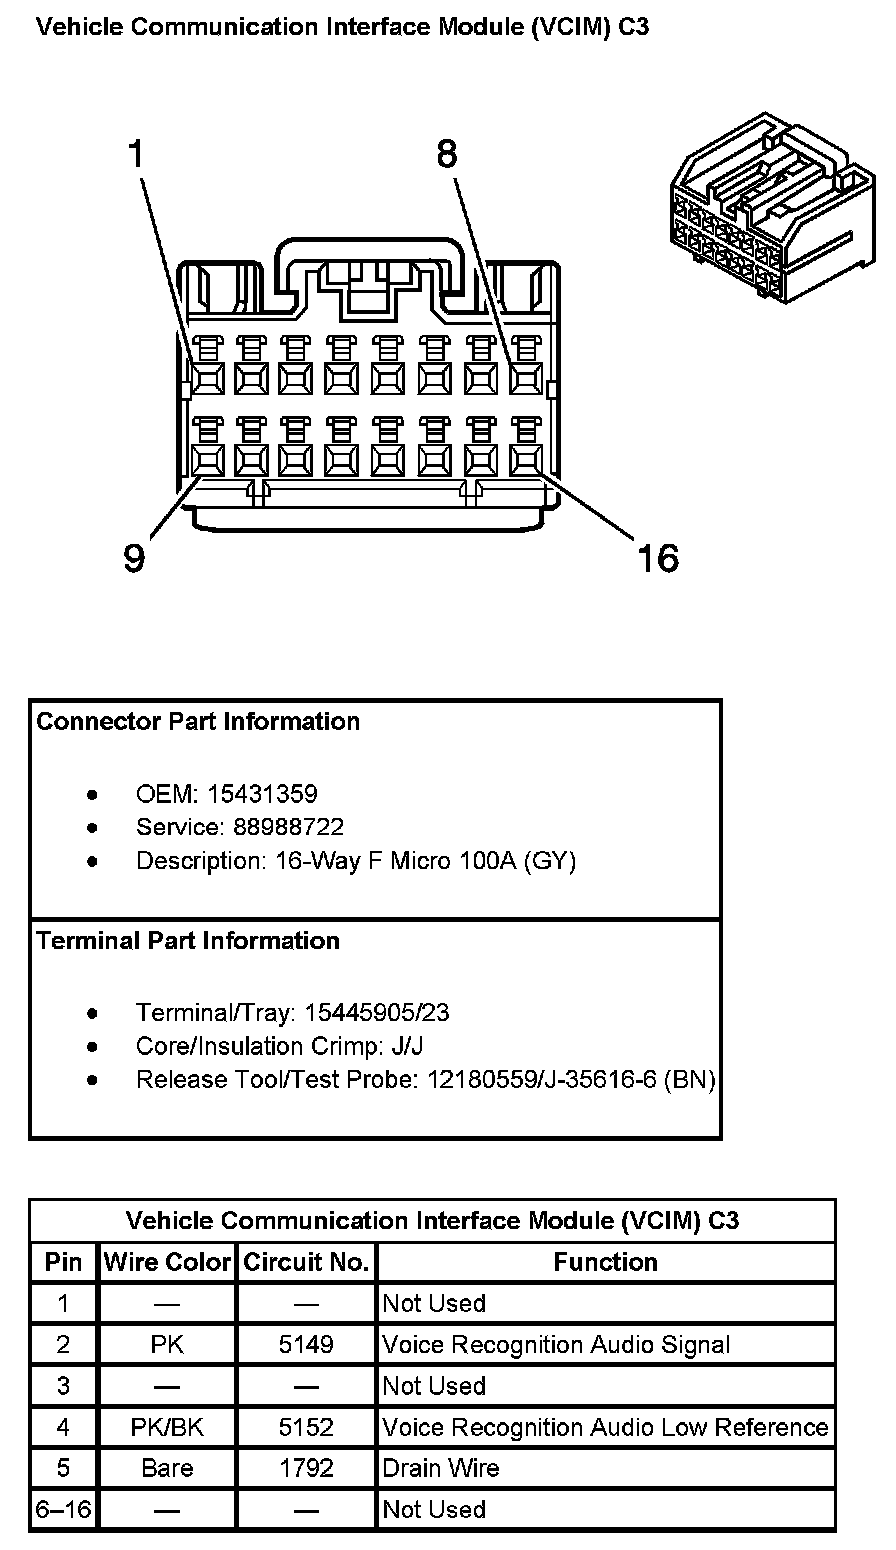 Vehicle Communication Interface Module (VCIM) C3
1 8
9 16
Connector Part Information
• OEM: 15431359
• Service: 88988722
• Description: 16-Way F Micro 100A (GY)
Terminal Part Information
• Terminal/Tray: 15445905/23
• Core/Insulation Crimp: J/J
• Release Tool/Test Probe: 12180559/J-35616-6 (BN)
Vehicle Communication Interface Module (VCIM) C3
Pin Wire Color Circuit No. Function
1 — — Not Used
2 PK 5149 Voice Recognition Audio Signal
3 — — Not Used
4 PK/BK 5152 Voice Recognition Audio Low Reference
5 Bare 1792 Drain Wire
6–16 — — Not Used